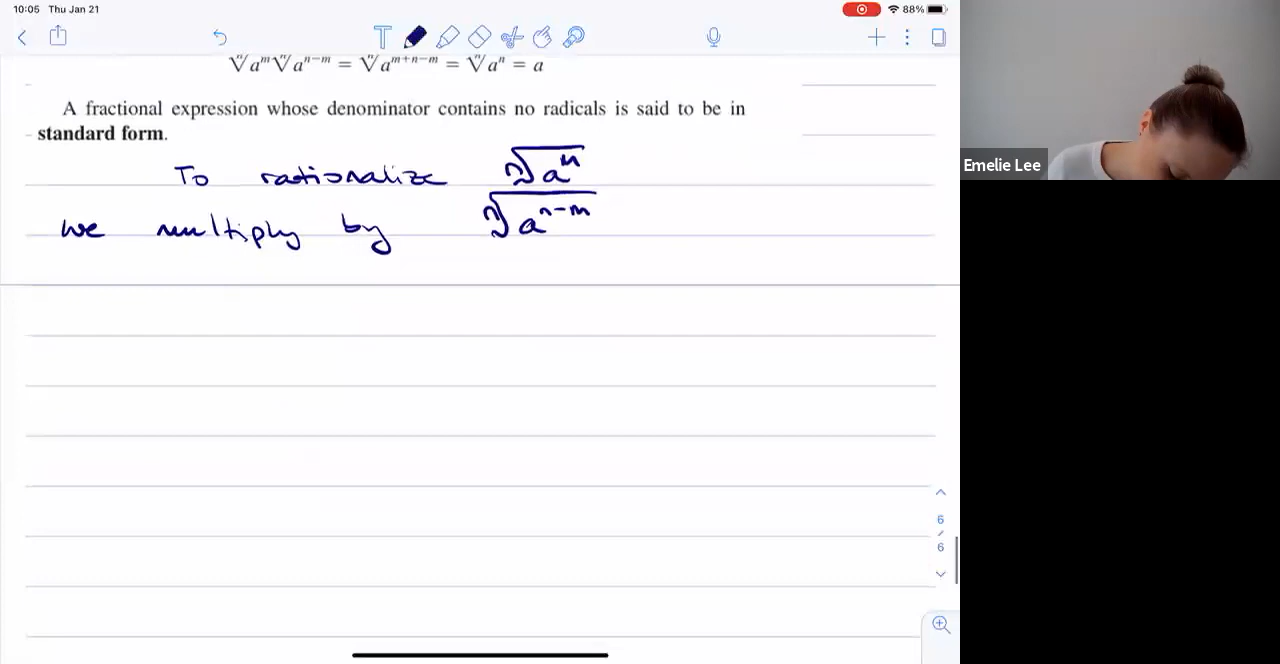 10:05 Thu Jan 21
88%
ⁿ√aᵐ ⁿ√aⁿ⁻ᵐ = ⁿ√aᵐ⁺ⁿ⁻ᵐ = ⁿ√aⁿ = a
A fractional expression whose denominator contains no radicals is said to be in
standard form.
To rationalize ⁿ√aᵐ
we multiply by ⁿ√aⁿ⁻ᵐ
Emelie Lee
6
/
6